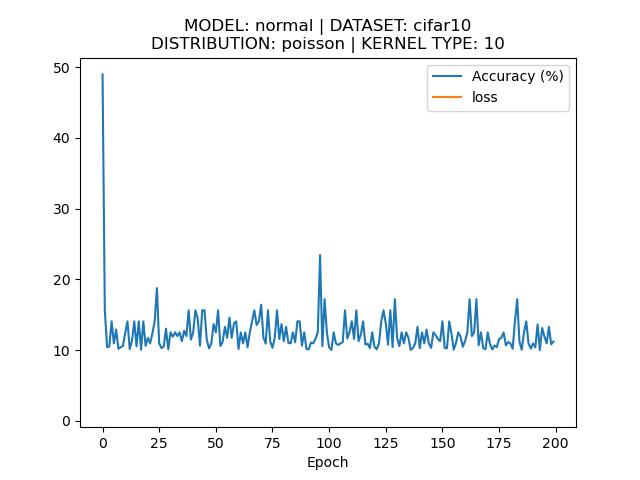 MODEL: normal | DATASET: cifar10
DISTRIBUTION: poisson | KERNEL TYPE: 10
Accuracy (%)
loss
50
40
30
20
10
0
0 25 50 75 100 125 150 175 200
Epoch